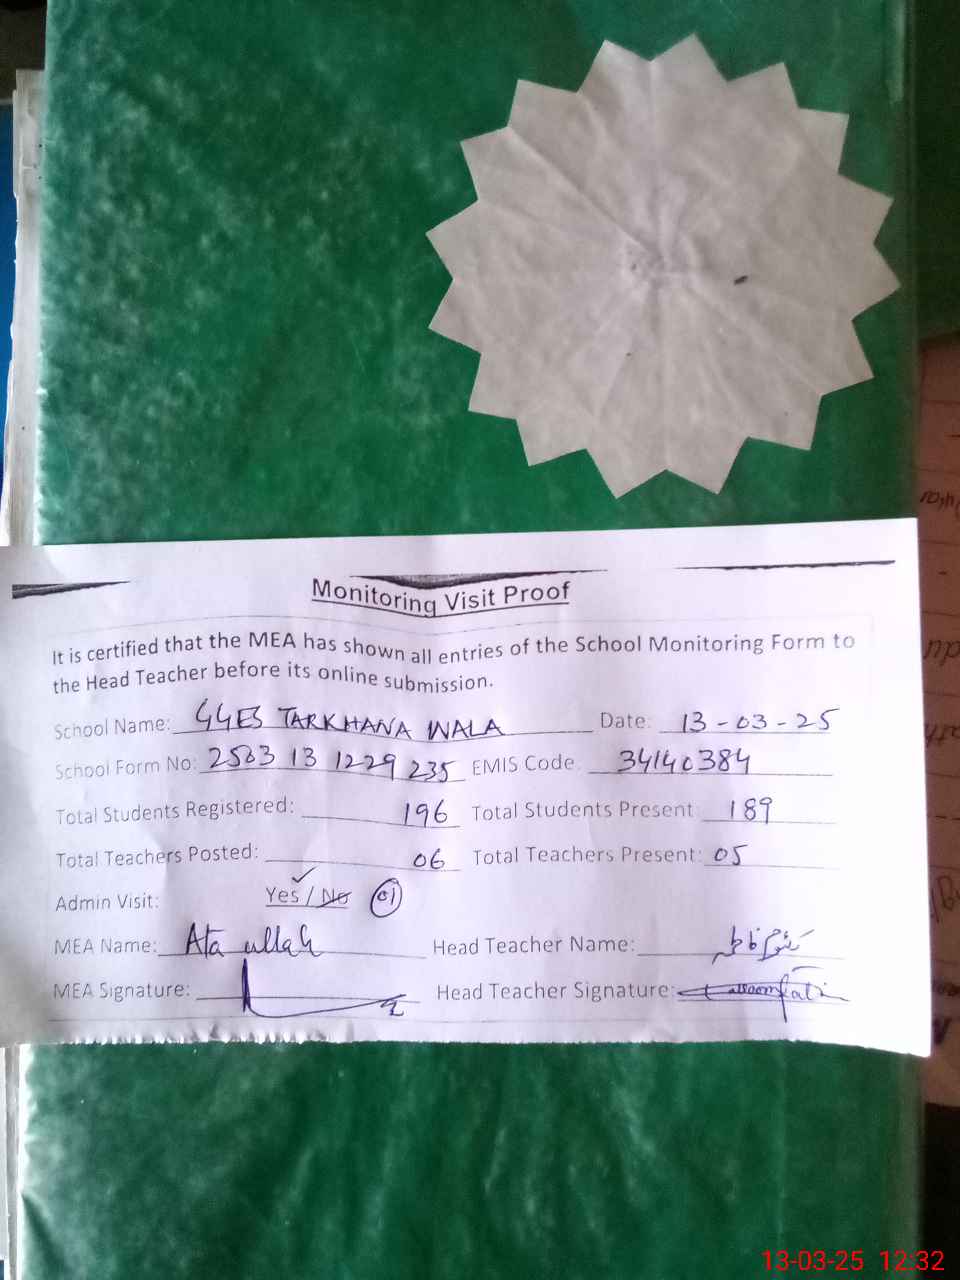 Monitoring Visit Proof
It is certified that the MEA has shown all entries of the School Monitoring Form to
the Head Teacher before its online submission.
School Name: GGES TARKHANA WALA Date: 13-03-25
School Form No: 2503 13 1229 235 EMIS Code 34140384
Total Students Registered: 196 Total Students Present: 189
Total Teachers Posted: 06 Total Teachers Present: 05
Admin Visit: Yes / No 01
MEA Name: Ata ullah Head Teacher Name: کلثوم فاطمہ
MEA Signature: Head Teacher Signature:
13-03-25 12:32